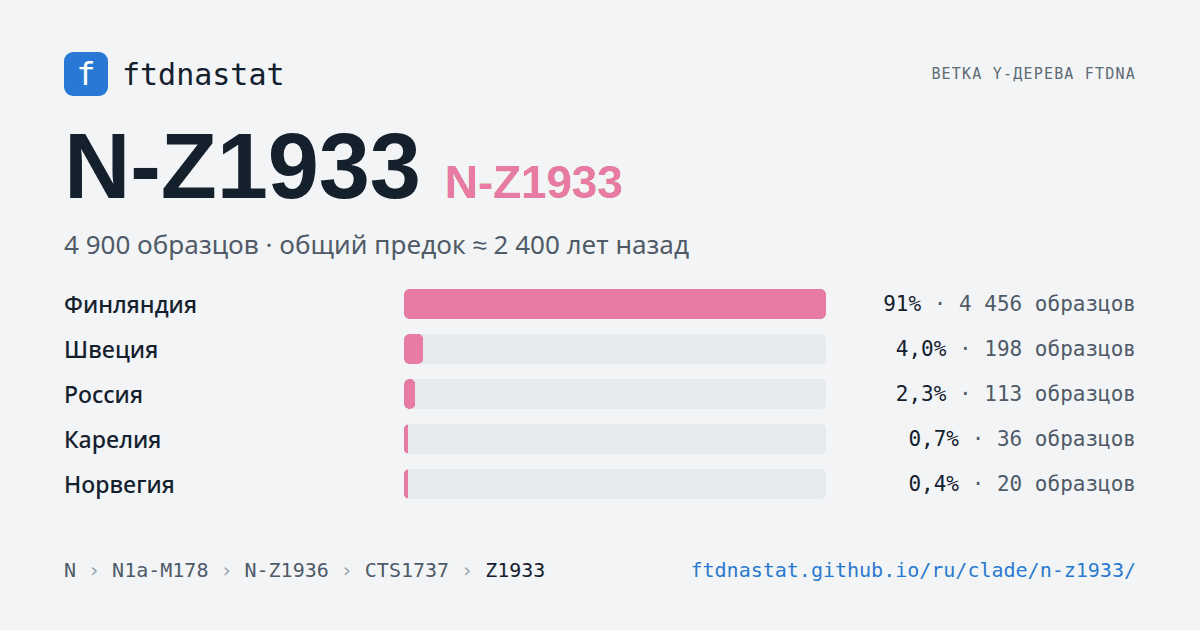 f ftdnastat
ВЕТКА Y-ДЕРЕВА FTDNA
N-Z1933 N-Z1933
4 900 образцов · общий предок ≈ 2 400 лет назад
Финляндия 91% · 4 456 образцов
Швеция 4,0% · 198 образцов
Россия 2,3% · 113 образцов
Карелия 0,7% · 36 образцов
Норвегия 0,4% · 20 образцов
N › N1a-M178 › N-Z1936 › CTS1737 › Z1933
ftdnastat.github.io/ru/clade/n-z1933/